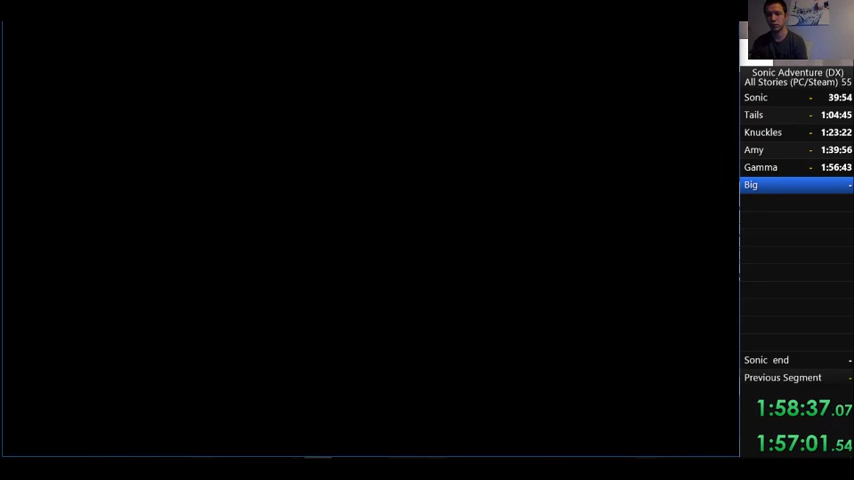 Sonic Adventure (DX)
All Stories (PC/Steam) 55
Sonic - 39:54
Tails - 1:04:45
Knuckles - 1:23:22
Amy - 1:39:56
Gamma - 1:56:43
Big -
Sonic end -
Previous Segment -
1:58:37.07
1:57:01.54